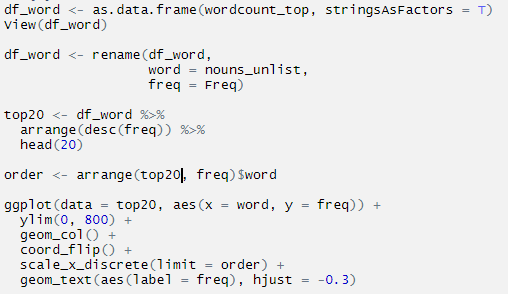 df_word <- as.data.frame(wordcount_top, stringsAsFactors = T)
View(df_word)
df_word <- rename(df_word,
word = nouns_unlist,
freq = Freq)
top20 <- df_word %>%
arrange(desc(freq)) %>%
head(20)
order <- arrange(top20, freq)$word
ggplot(data = top20, aes(x = word, y = freq)) +
ylim(0, 800) +
geom_col() +
coord_flip() +
scale_x_discrete(limit = order) +
geom_text(aes(label = freq), hjust = -0.3)